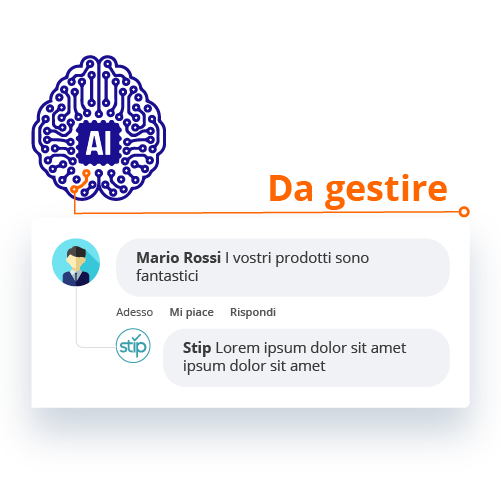 AI
Da gestire
Mario Rossi I vostri prodotti sono
fantastici
Adesso Mi piace Rispondi
stip
Stip Lorem ipsum dolor sit amet
ipsum dolor sit amet